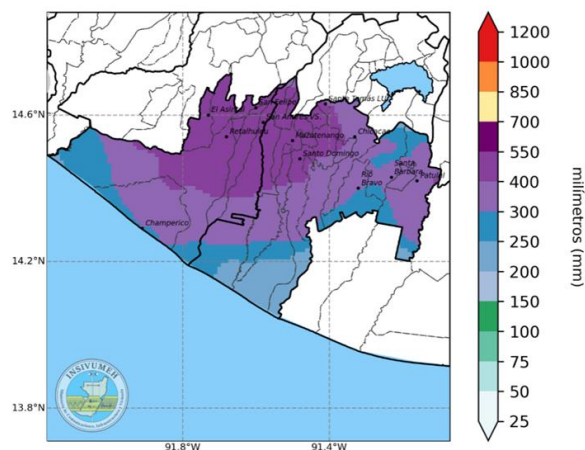 14.6°N
14.2°N
13.8°N
91.8°W
91.4°W
El Asintal
San Felipe
San Andrés VS.
Retalhuleu
Mazatenango
Santo Domingo
Chicacao
Río
Bravo
Santa
Bárbara
Patulul
Champerico
INSIVUMEH
1200
1000
850
700
550
400
300
250
200
150
100
75
50
25
milímetros (mm)